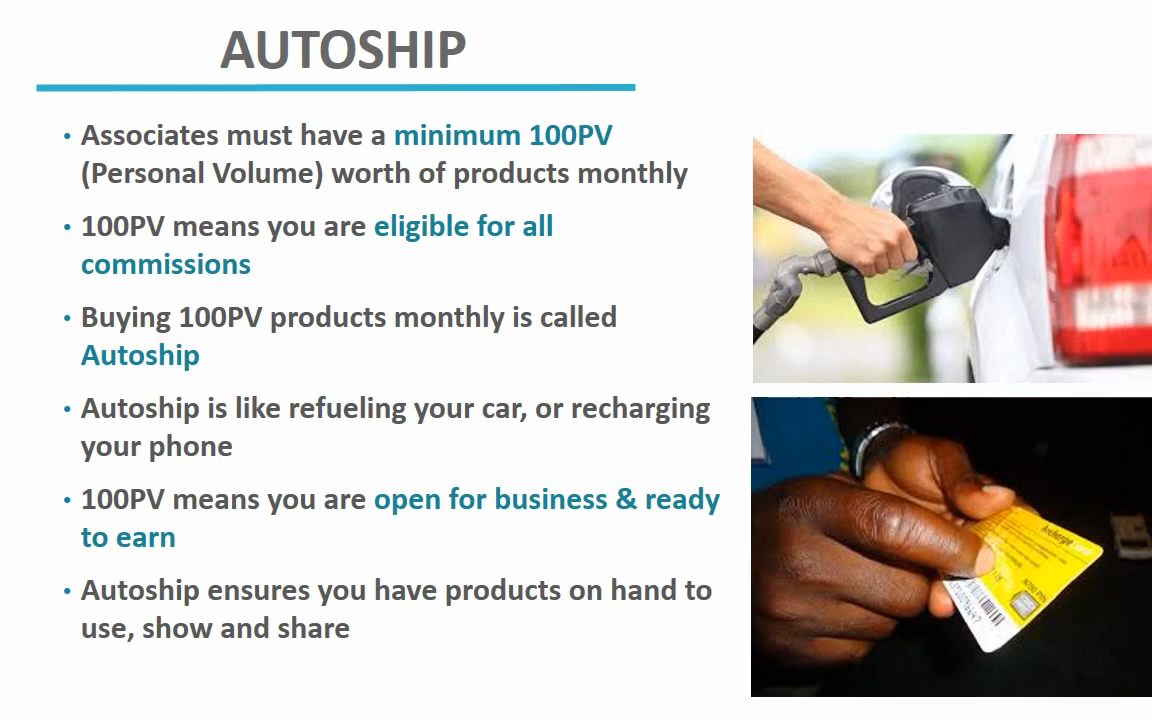 AUTOSHIP
• Associates must have a minimum 100PV
(Personal Volume) worth of products monthly
• 100PV means you are eligible for all
commissions
• Buying 100PV products monthly is called
Autoship
• Autoship is like refueling your car, or recharging
your phone
• 100PV means you are open for business & ready
to earn
• Autoship ensures you have products on hand to
use, show and share
Recharge